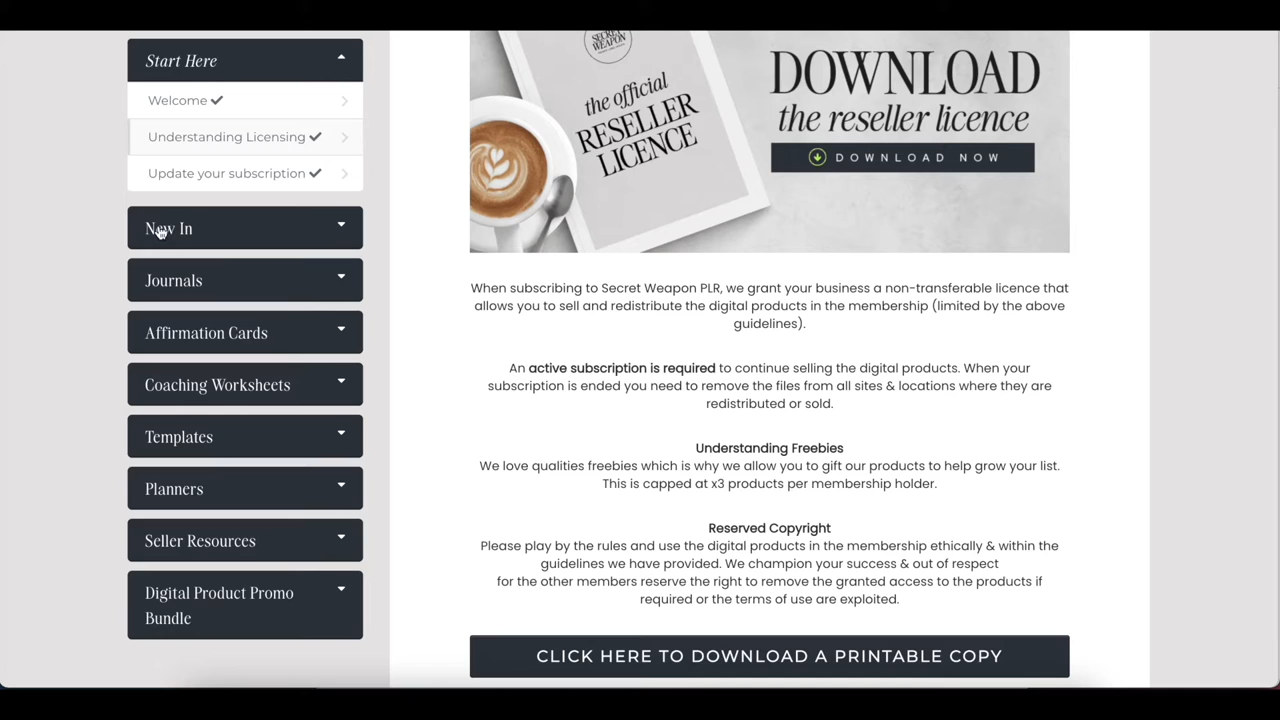 Start Here
Welcome ✔
Understanding Licensing ✔
Update your subscription ✔
New In
Journals
Affirmation Cards
Coaching Worksheets
Templates
Planners
Seller Resources
Digital Product Promo
Bundle
SECRET
WEAPON
the official
RESELLER
LICENCE
DOWNLOAD
the reseller licence
DOWNLOAD NOW
When subscribing to Secret Weapon PLR, we grant your business a non-transferable licence that
allows you to sell and redistribute the digital products in the membership (limited by the above
guidelines).
An active subscription is required to continue selling the digital products. When your
subscription is ended you need to remove the files from all sites & locations where they are
redistributed or sold.
Understanding Freebies
We love qualities freebies which is why we allow you to gift our products to help grow your list.
This is capped at x3 products per membership holder.
Reserved Copyright
Please play by the rules and use the digital products in the membership ethically & within the
guidelines we have provided. We champion your success & out of respect
for the other members reserve the right to remove the granted access to the products if
required or the terms of use are exploited.
CLICK HERE TO DOWNLOAD A PRINTABLE COPY